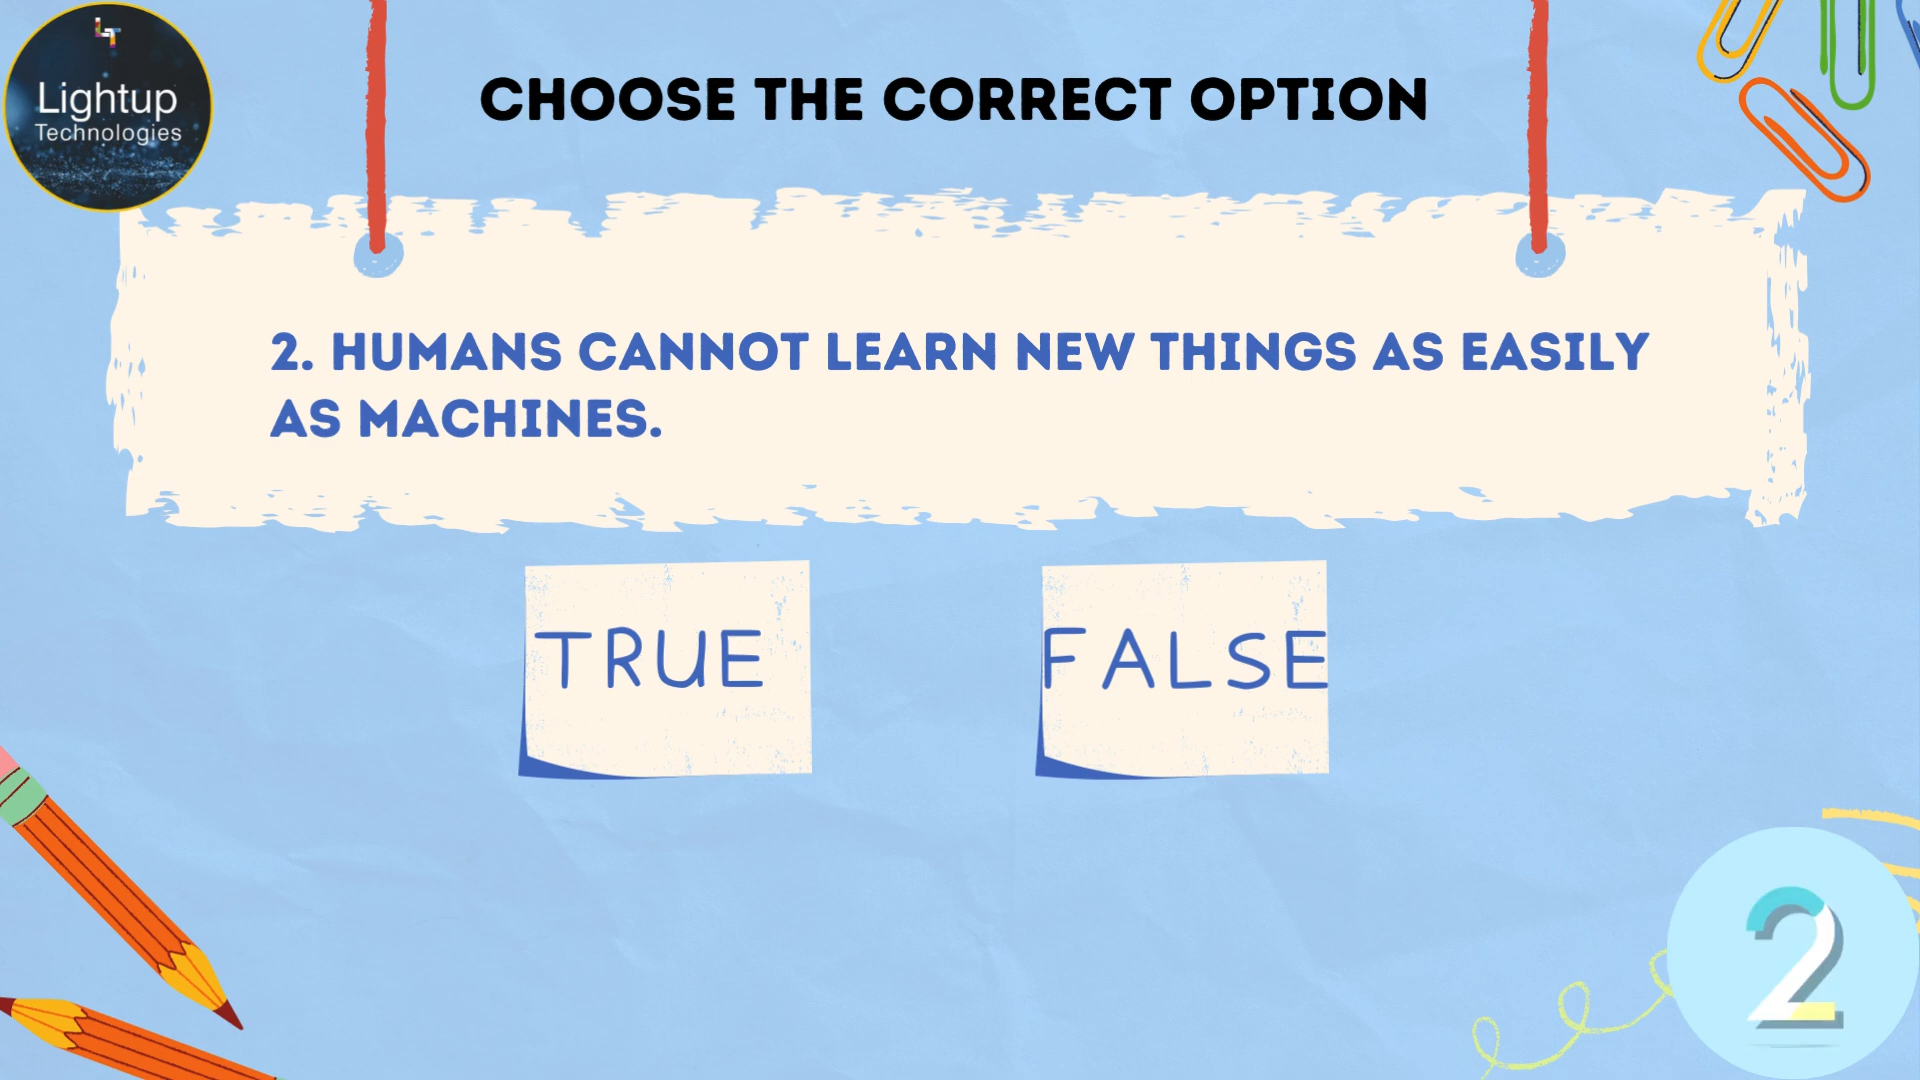 LT
Lightup
Technologies
CHOOSE THE CORRECT OPTION
2. HUMANS CANNOT LEARN NEW THINGS AS EASILY
AS MACHINES.
TRUE
FALSE
2